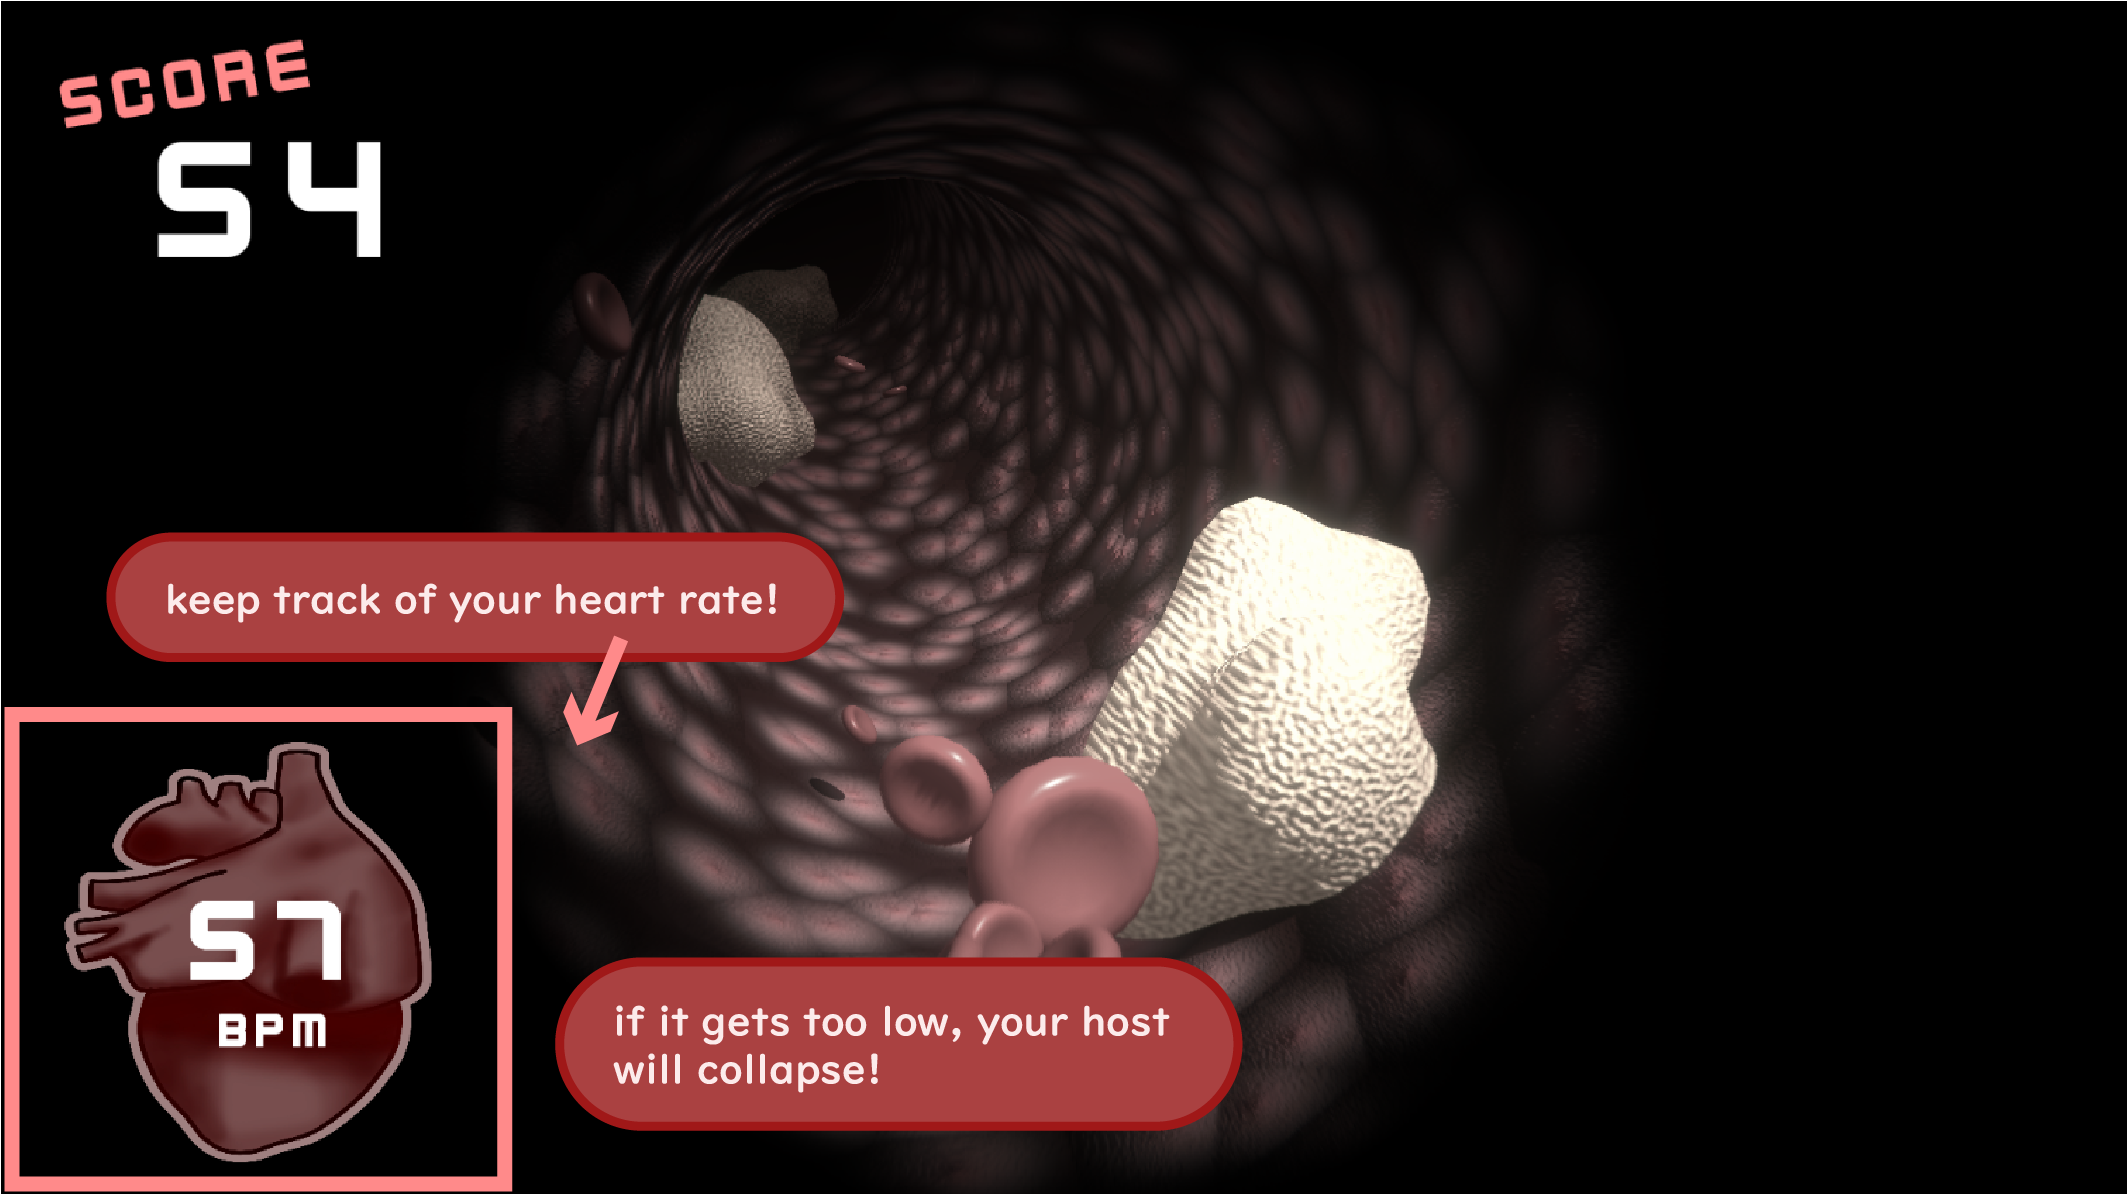 SCORE
54
keep track of your heart rate!
57
BPM
if it gets too low, your host
will collapse!